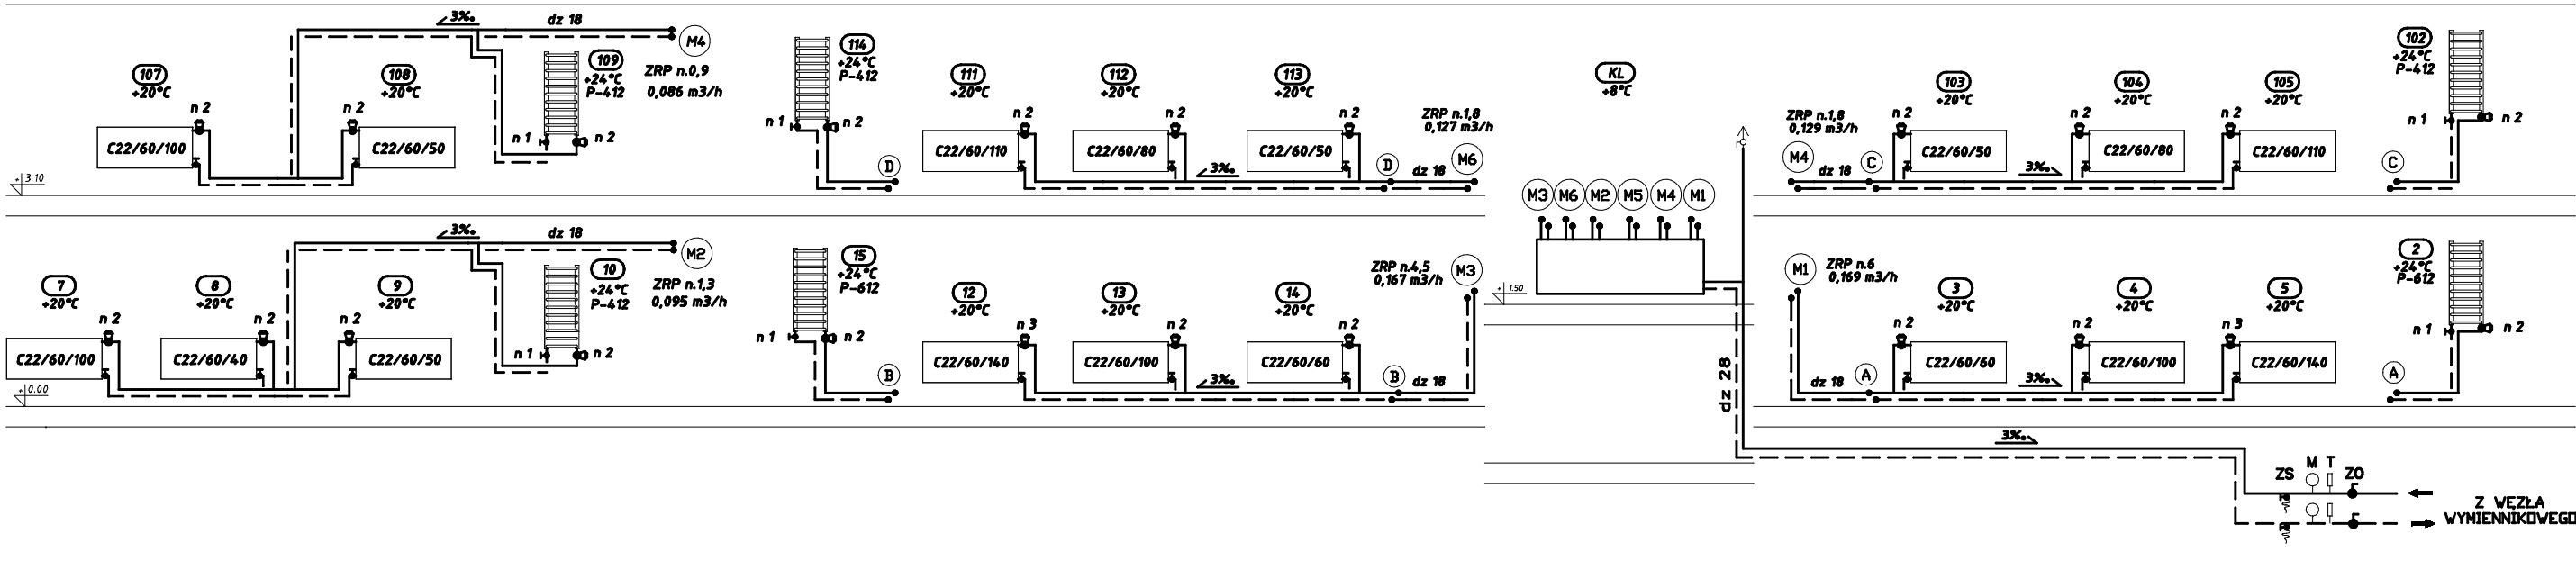 3‰
dz 18
M4
107
+20°C
n 2
C22/60/100
108
+20°C
n 2
C22/60/50
109
+24°C
P-412
n 1
n 2
ZRP n.0,9
0,086 m3/h
114
+24°C
P-412
n 1
n 2
D
111
+20°C
n 2
C22/60/110
112
+20°C
n 2
C22/60/80
3‰
113
+20°C
n 2
C22/60/50
ZRP n.1,8
0,127 m3/h
D
dz 18
M6
KL
+8°C
ZRP n.1,8
0,129 m3/h
M4
dz 18
C
103
+20°C
n 2
C22/60/50
3‰
104
+20°C
n 2
C22/60/80
105
+20°C
n 2
C22/60/110
102
+24°C
P-412
n 1
n 2
C
+3.10
M3 M6 M2 M5 M4 M1
3‰
dz 18
M2
7
+20°C
n 2
C22/60/100
8
+20°C
n 2
C22/60/40
9
+20°C
n 2
C22/60/50
10
+24°C
P-412
n 1
n 2
ZRP n.1,3
0,095 m3/h
15
+24°C
P-612
n 1
n 2
B
12
+20°C
n 3
C22/60/140
13
+20°C
n 2
C22/60/100
3‰
14
+20°C
n 2
C22/60/60
ZRP n.4,5
0,167 m3/h
M3
B
dz 18
+1.50
M1
ZRP n.6
0,169 m3/h
dz 18
A
3
+20°C
n 2
C22/60/60
3‰
4
+20°C
n 2
C22/60/100
5
+20°C
n 3
C22/60/140
2
+24°C
P-612
n 1
n 2
A
+0.00
dz 28
3‰
ZS M T ZO
Z WĘZŁA
WYMIENNIKOWEGO